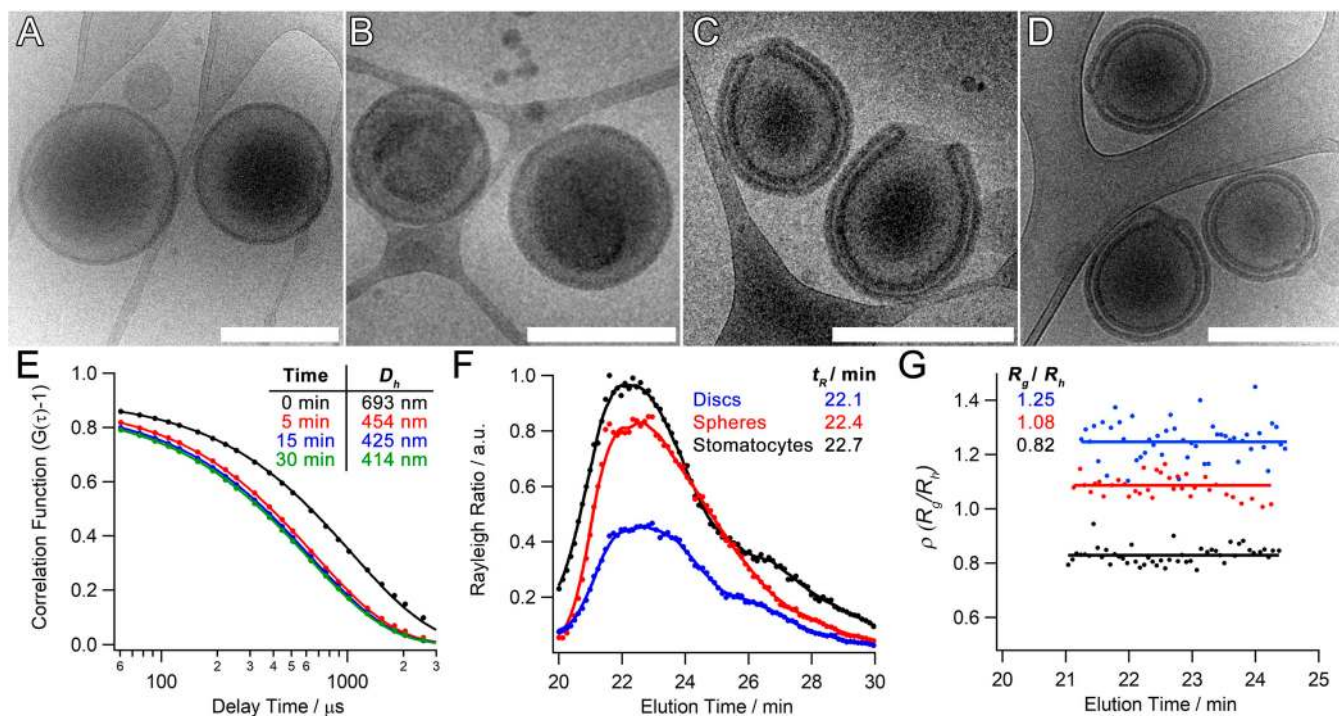 A
B
C
D
E
Time D_h
0 min 693 nm
5 min 454 nm
15 min 425 nm
30 min 414 nm
Correlation Function (G(τ)-1)
1.0
0.8
0.6
0.4
0.2
0.0
6 2 3 4 5 6 2 3
100 1000
Delay Time / μs
F
t_R / min
Discs 22.1
Spheres 22.4
Stomatocytes 22.7
Rayleigh Ratio / a.u.
1.0
0.8
0.6
0.4
0.2
20 22 24 26 28 30
Elution Time / min
G
R_g / R_h
1.25
1.08
0.82
ρ (R_g/R_h)
1.4
1.2
1.0
0.8
0.6
20 21 22 23 24 25
Elution Time / min